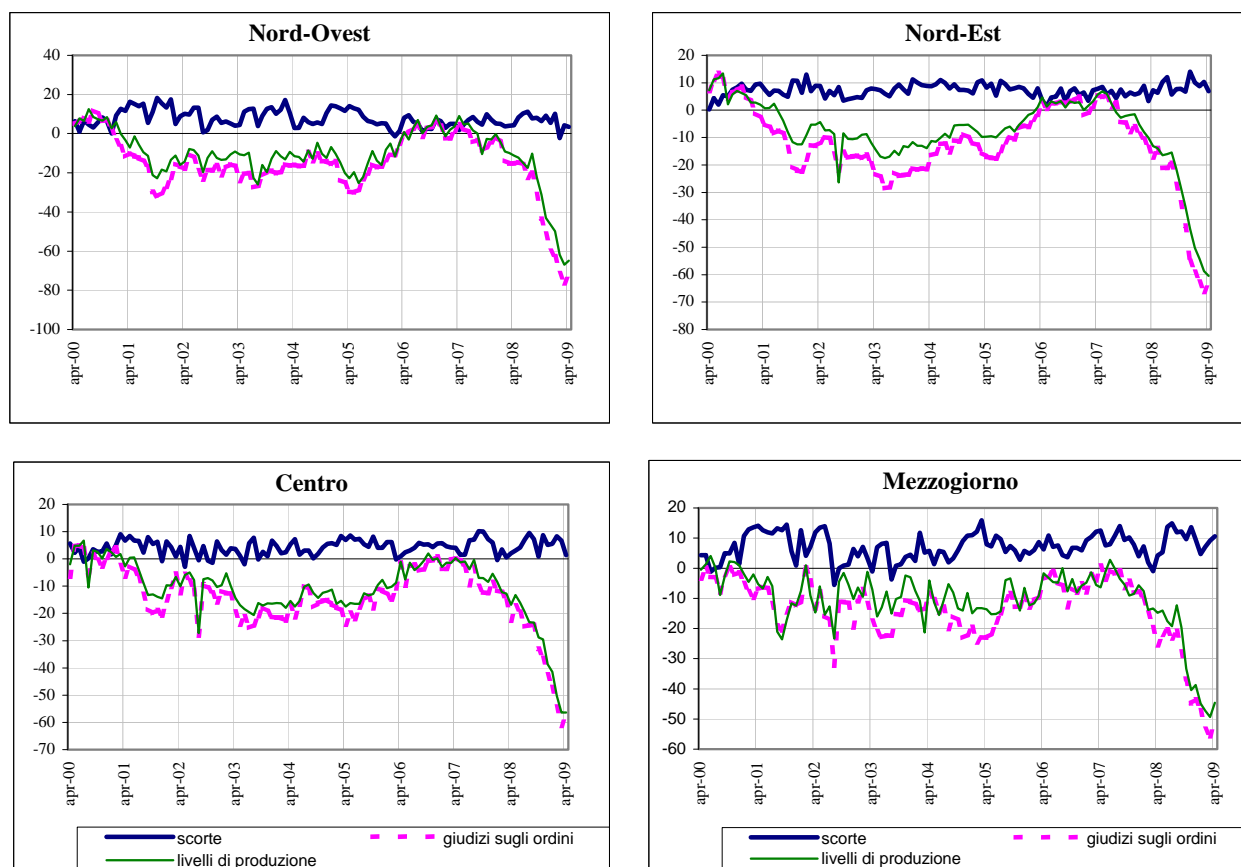 Nord-Ovest
40
20
0
-20
-40
-60
-80
-100
apr-00
apr-01
apr-02
apr-03
apr-04
apr-05
apr-06
apr-07
apr-08
apr-09
Nord-Est
20
10
0
-10
-20
-30
-40
-50
-60
-70
-80
apr-00
apr-01
apr-02
apr-03
apr-04
apr-05
apr-06
apr-07
apr-08
apr-09
Centro
20
10
0
-10
-20
-30
-40
-50
-60
-70
apr-00
apr-01
apr-02
apr-03
apr-04
apr-05
apr-06
apr-07
apr-08
apr-09
scorte
giudizi sugli ordini
livelli di produzione
Mezzogiorno
20
10
0
-10
-20
-30
-40
-50
-60
apr-00
apr-01
apr-02
apr-03
apr-04
apr-05
apr-06
apr-07
apr-08
apr-09
scorte
giudizi sugli ordini
livelli di produzione